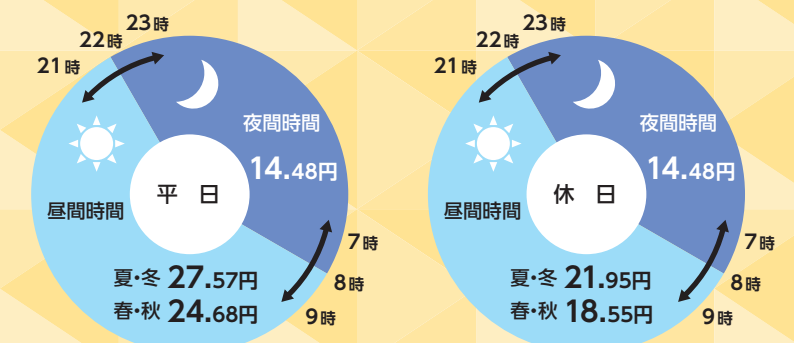 23時
22時
21時
夜間時間
14.48円
平 日
昼間時間
7時
夏・冬 27.57円
8時
春・秋 24.68円
9時
23時
22時
21時
夜間時間
14.48円
休 日
昼間時間
7時
夏・冬 21.95円
8時
春・秋 18.55円
9時